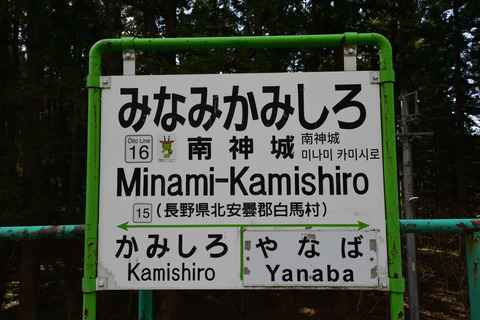 みなみかみしろ
Oito Line
16
南神城
南神城
미나미 카미시로
Minami-Kamishiro
15 (長野県北安曇郡白馬村)
かみしろ やなば
Kamishiro Yanaba